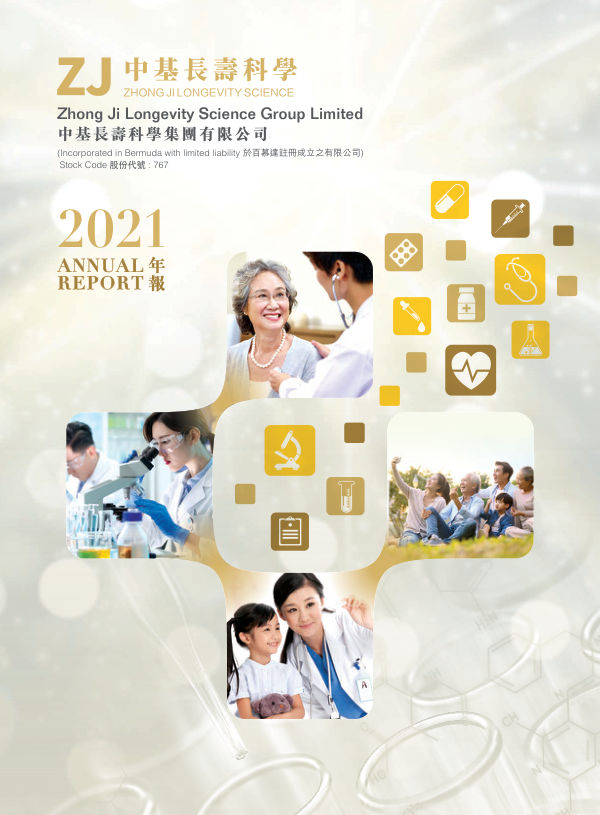 ZJ 中基長壽科學
ZHONG JI LONGEVITY SCIENCE
Zhong Ji Longevity Science Group Limited
中基長壽科學集團有限公司
(Incorporated in Bermuda with limited liability 於百慕達註冊成立之有限公司)
Stock Code 股份代號 : 767
2021
ANNUAL 年
REPORT 報